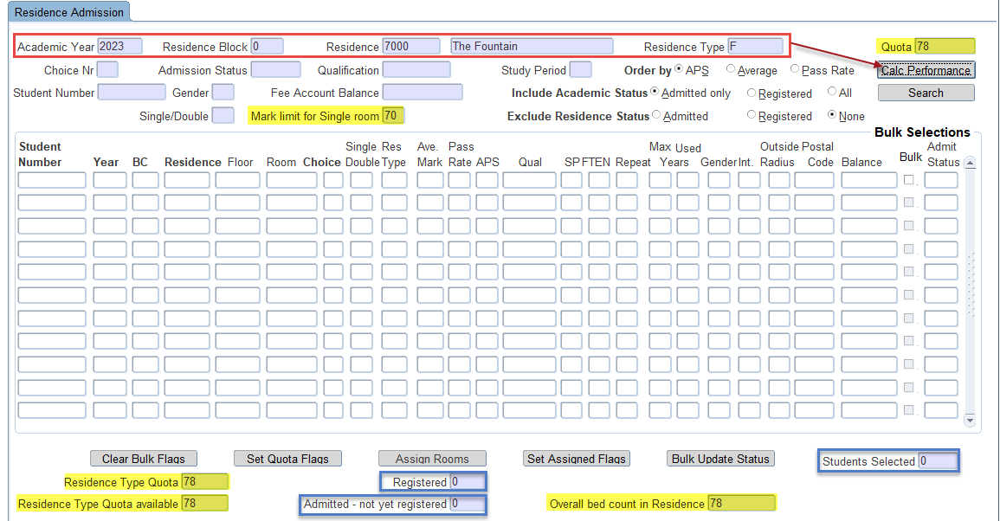 Residence Admission
Academic Year 2023 Residence Block 0 Residence 7000 The Fountain Residence Type F Quota 78
Choice Nr Admission Status Qualification Study Period Order by APS Average Pass Rate Calc Performance
Student Number Gender Fee Account Balance Include Academic Status Admitted only Registered All Search
Single/Double Mark limit for Single room 70 Exclude Residence Status Admitted Registered None
Bulk Selections
Student Single Res Ave. Pass Max Used Outside Postal Admit
Number Year BC Residence Floor Room Choice Double Type Mark Rate APS Qual SP FTEN Repeat Years Gender Int. Radius Code Balance Bulk Status
Clear Bulk Flags Set Quota Flags Assign Rooms Set Assigned Flags Bulk Update Status Students Selected 0
Residence Type Quota 78 Registered 0
Residence Type Quota available 78 Admitted - not yet registered 0 Overall bed count in Residence 78